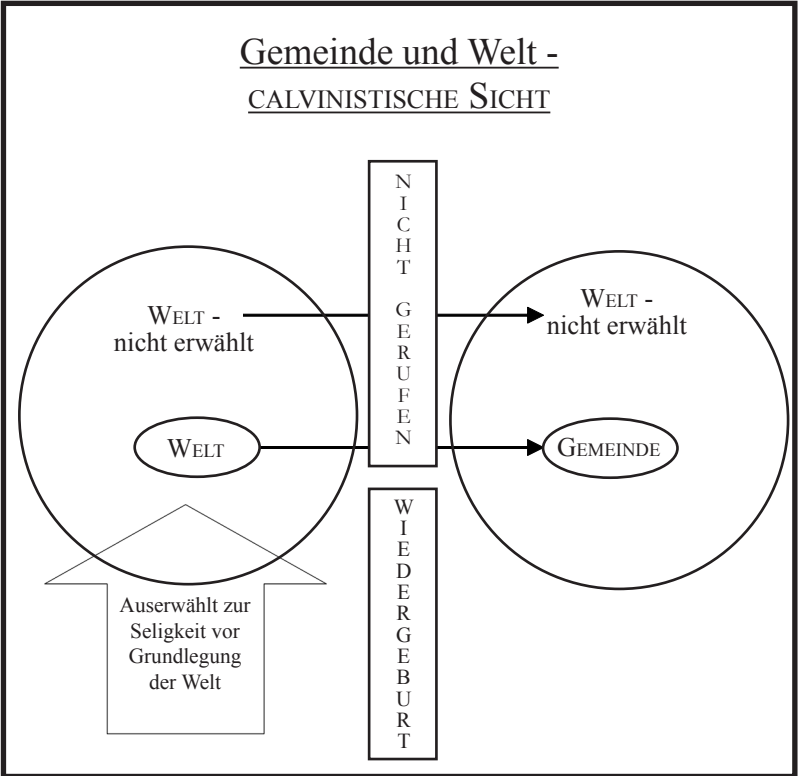 Gemeinde und Welt -
CALVINISTISCHE SICHT
NICHT GERUFEN
WELT -
nicht erwählt
WELT -
nicht erwählt
WELT
GEMEINDE
WIEDERGEBURT
Auserwählt zur
Seligkeit vor
Grundlegung
der Welt